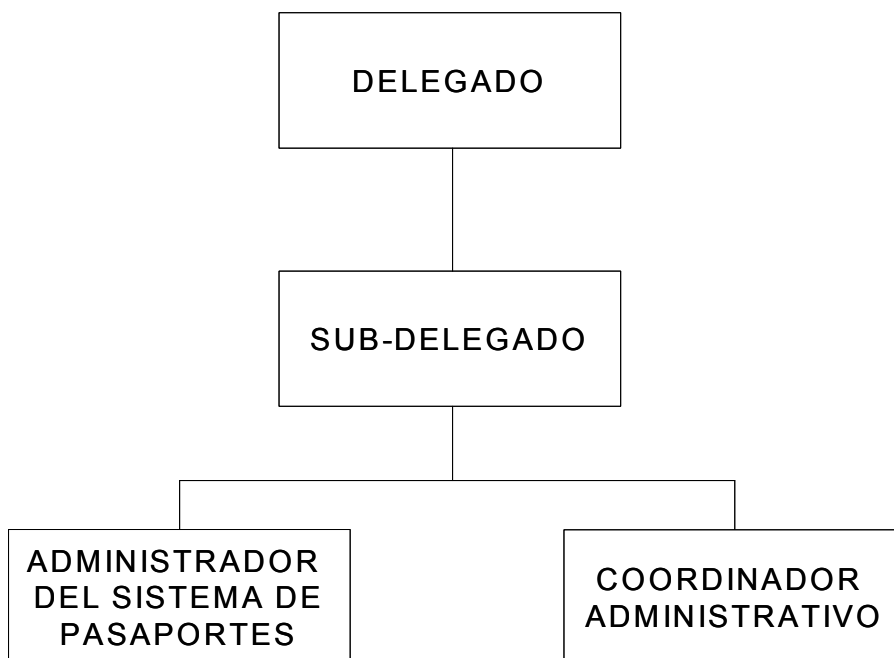 DELEGADO
SUB-DELEGADO
ADMINISTRADOR
DEL SISTEMA DE
PASAPORTES
COORDINADOR
ADMINISTRATIVO